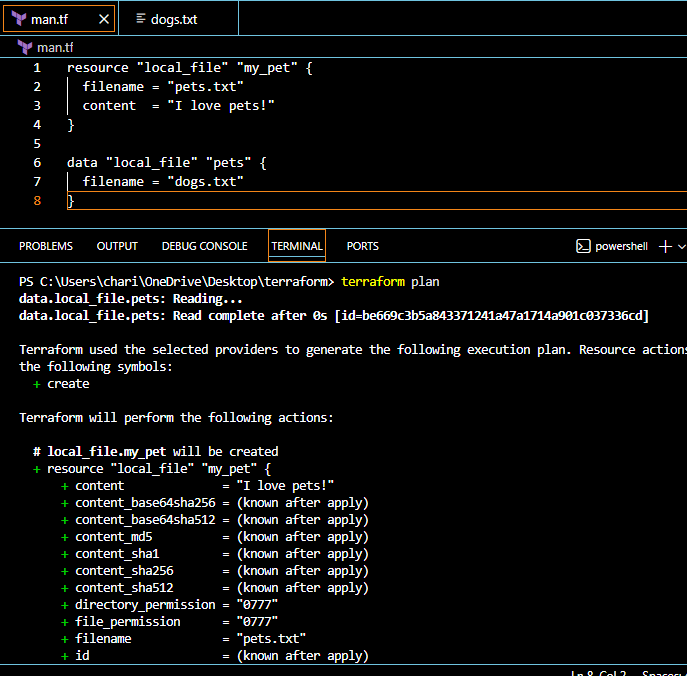 man.tf
dogs.txt
man.tf
1 resource "local_file" "my_pet" {
2 filename = "pets.txt"
3 content  = "I love pets!"
4 }
5
6 data "local_file" "pets" {
7 filename = "dogs.txt"
8 }
PROBLEMS OUTPUT DEBUG CONSOLE TERMINAL PORTS powershell
PS C:\Users\chari\OneDrive\Desktop\terraform> terraform plan
data.local_file.pets: Reading...
data.local_file.pets: Read complete after 0s [id=be669c3b5a843371241a47a1714a901c037336cd]
Terraform used the selected providers to generate the following execution plan. Resource actions
the following symbols:
+ create
Terraform will perform the following actions:
# local_file.my_pet will be created
+ resource "local_file" "my_pet" {
+ content = "I love pets!"
+ content_base64sha256 = (known after apply)
+ content_base64sha512 = (known after apply)
+ content_md5 = (known after apply)
+ content_sha1 = (known after apply)
+ content_sha256 = (known after apply)
+ content_sha512 = (known after apply)
+ directory_permission = "0777"
+ file_permission = "0777"
+ filename = "pets.txt"
+ id = (known after apply)
Ln 8, Col 2 Spaces: